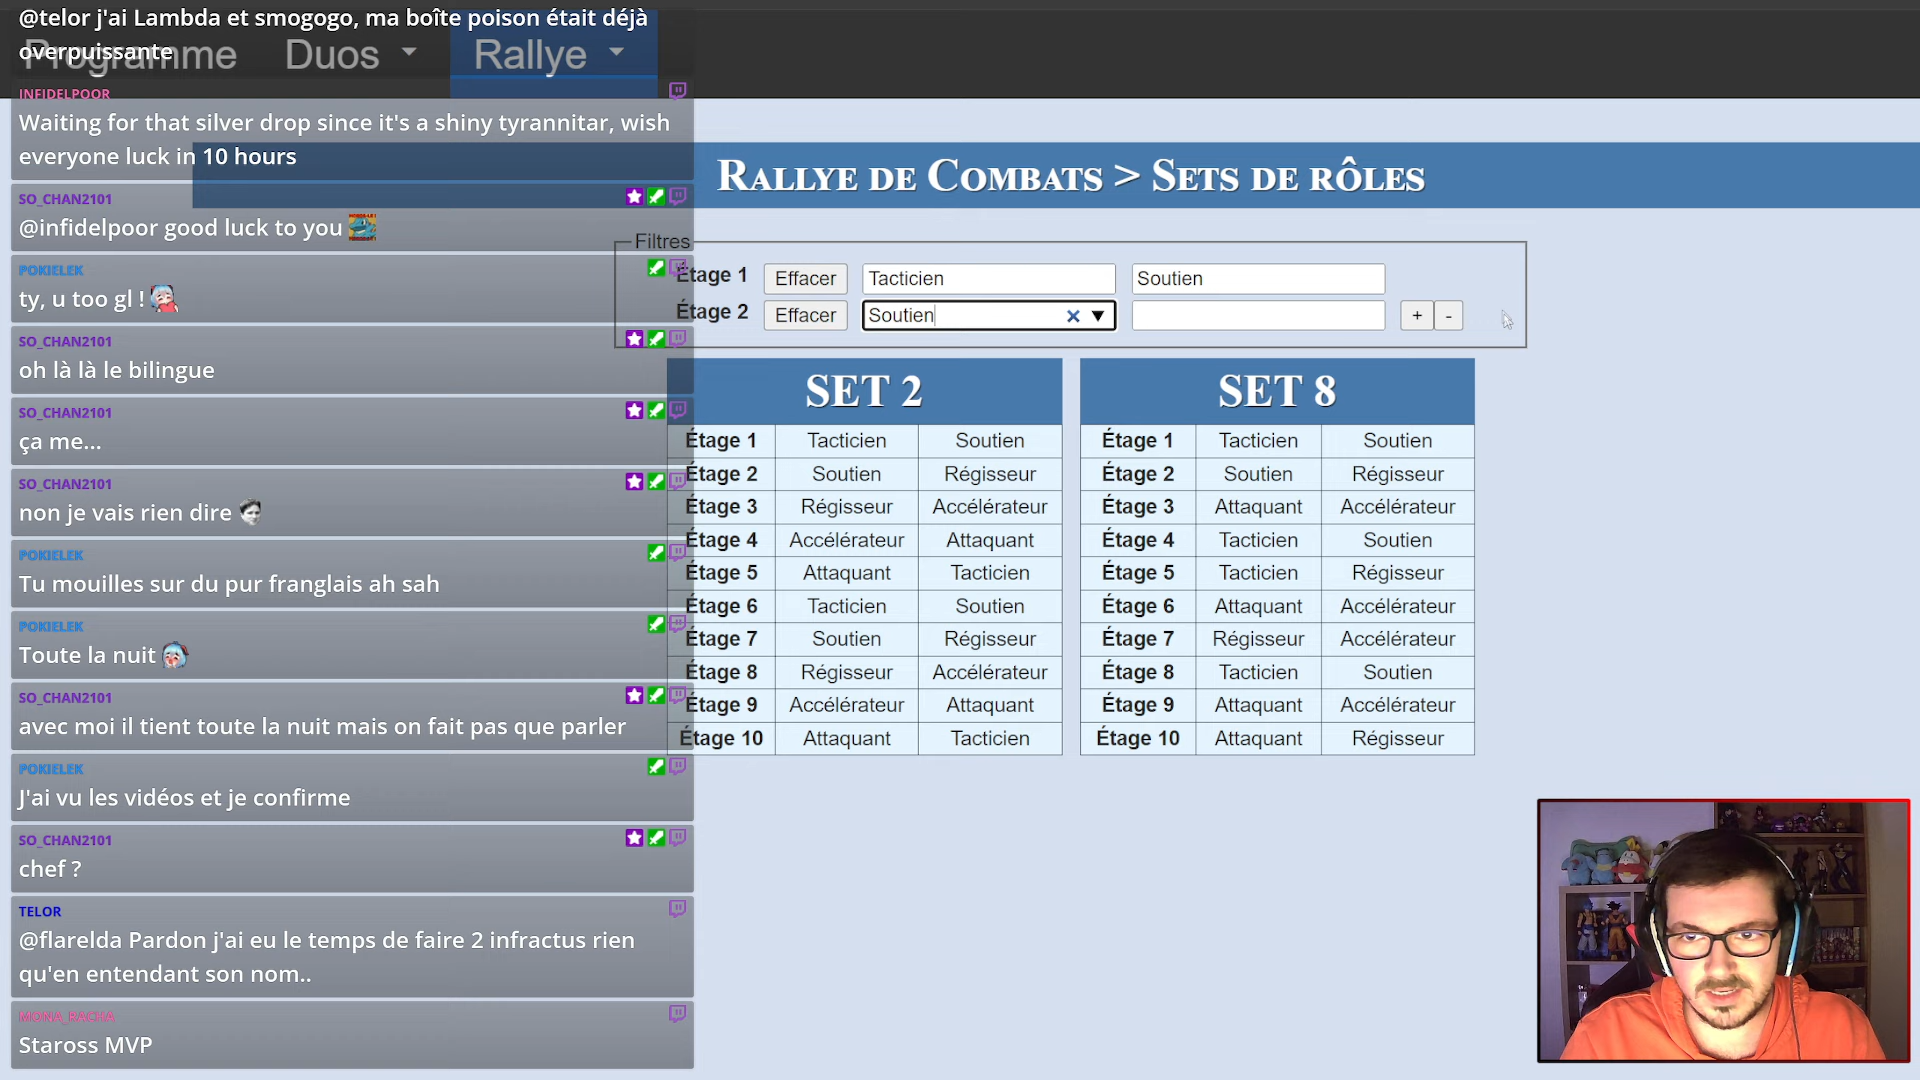 @telor j'ai Lambda et smogogo, ma boîte poison était déjà
overpuissante
Programme
Duos
Rallye
INFIDELPOOR
Waiting for that silver drop since it's a shiny tyrannitar, wish
everyone luck in 10 hours
SO_CHAN2101
@infidelpoor good luck to you
POKIELEK
ty, u too gl !
SO_CHAN2101
oh là là le bilingue
SO_CHAN2101
ça me...
SO_CHAN2101
non je vais rien dire
POKIELEK
Tu mouilles sur du pur franglais ah sah
POKIELEK
Toute la nuit
SO_CHAN2101
avec moi il tient toute la nuit mais on fait pas que parler
POKIELEK
J'ai vu les vidéos et je confirme
SO_CHAN2101
chef ?
TELOR
@flarelda Pardon j'ai eu le temps de faire 2 infractus rien
qu'en entendant son nom..
MONA_RACHA
Staross MVP
Rallye de Combats > Sets de rôles
Filtres
Étage 1 Effacer Tacticien Soutien
Étage 2 Effacer Soutien + -
SET 2
Étage 1 Tacticien Soutien
Étage 2 Soutien Régisseur
Étage 3 Régisseur Accélérateur
Étage 4 Accélérateur Attaquant
Étage 5 Attaquant Tacticien
Étage 6 Tacticien Soutien
Étage 7 Soutien Régisseur
Étage 8 Régisseur Accélérateur
Étage 9 Accélérateur Attaquant
Étage 10 Attaquant Tacticien
SET 8
Étage 1 Tacticien Soutien
Étage 2 Soutien Régisseur
Étage 3 Attaquant Accélérateur
Étage 4 Tacticien Soutien
Étage 5 Tacticien Régisseur
Étage 6 Attaquant Accélérateur
Étage 7 Régisseur Accélérateur
Étage 8 Tacticien Soutien
Étage 9 Attaquant Accélérateur
Étage 10 Attaquant Régisseur